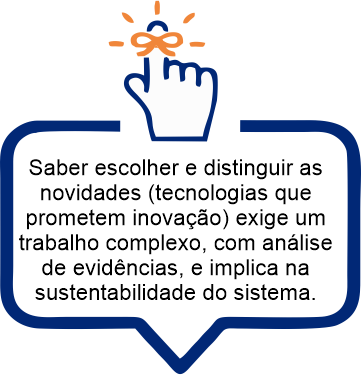 Saber escolher e distinguir as
novidades (tecnologias que
prometem inovação) exige um
trabalho complexo, com análise
de evidências, e implica na
sustentabilidade do sistema.